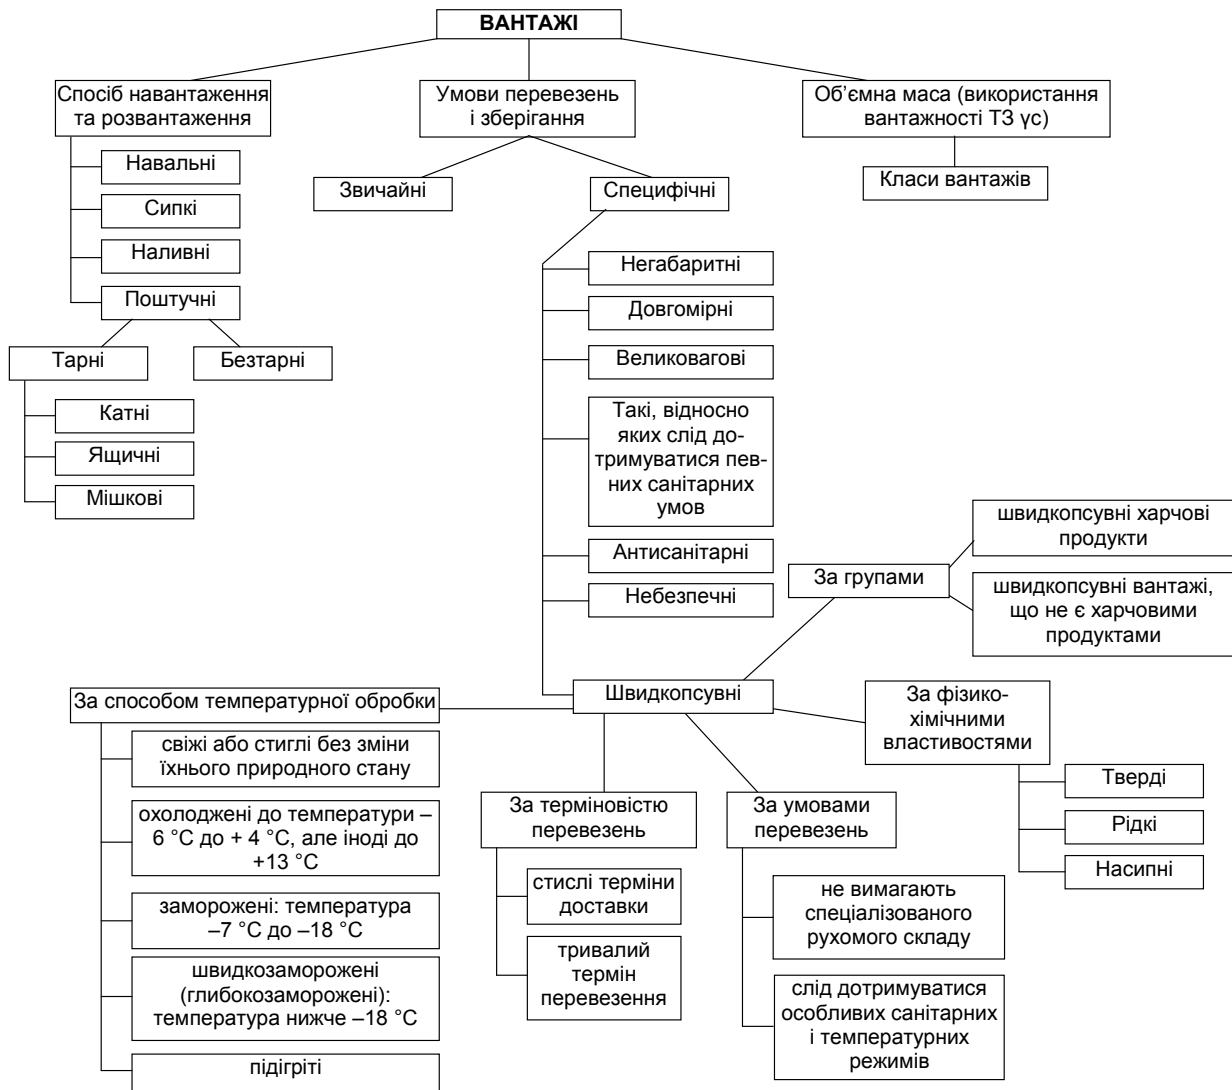 ВАНТАЖІ
Спосіб навантаження
та розвантаження
Умови перевезень
і зберігання
Об’ємна маса (використання
вантажності ТЗ γс)
Навальні
Сипкі
Наливні
Поштучні
Тарні
Безтарні
Катні
Ящичні
Мішкові
Звичайні
Специфічні
Класи вантажів
Негабаритні
Довгомірні
Великовагові
Такі, відносно
яких слід до-
тримуватися пев-
них санітарних
умов
Антисанітарні
Небезпечні
Швидкопсувні
За групами
швидкопсувні харчові
продукти
швидкопсувні вантажі,
що не є харчовими
продуктами
За способом температурної обробки
свіжі або стиглі без зміни
їхнього природного стану
охолоджені до температури –
6 °С до + 4 °С, але іноді до
+13 °С
заморожені: температура
–7 °С до –18 °С
швидкозаморожені
(глибокозаморожені):
температура нижче –18 °С
підігріті
За терміновістю
перевезень
стислі терміни
доставки
тривалий
термін
перевезення
За умовами
перевезень
не вимагають
спеціалізованого
рухомого складу
слід дотримуватися
особливих санітарних
і температурних
режимів
За фізико-
хімічними
властивостями
Тверді
Рідкі
Насипні